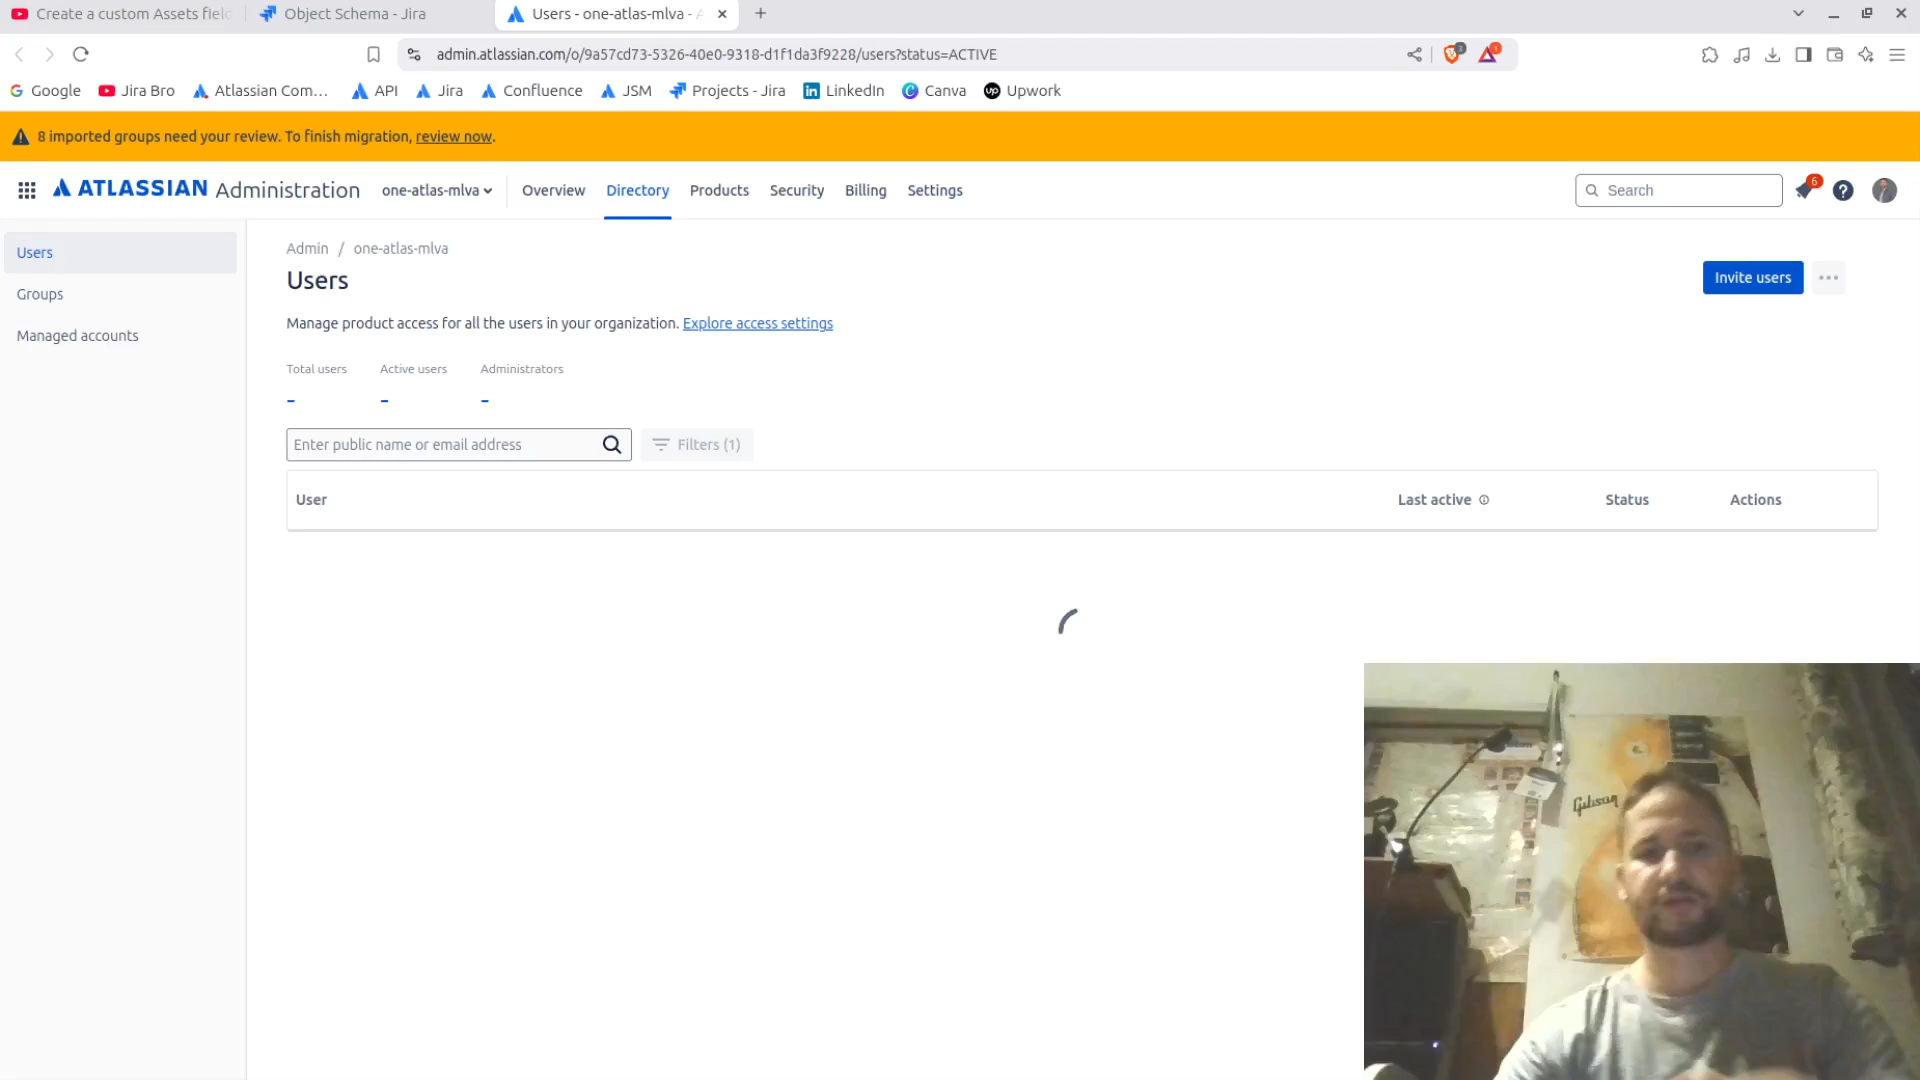 Create a custom Assets fiel
Object Schema - Jira
Users - one-atlas-mlva -
admin.atlassian.com/o/9a57cd73-5326-40e0-9318-d1f1da3f9228/users?status=ACTIVE
3
1
Google
Jira Bro
Atlassian Com...
API
Jira
Confluence
JSM
Projects - Jira
LinkedIn
Canva
Upwork
8 imported groups need your review. To finish migration, review now.
ATLASSIAN Administration
one-atlas-mlva
Overview
Directory
Products
Security
Billing
Settings
Search
6
Users
Groups
Managed accounts
Admin / one-atlas-mlva
Users
Invite users
Manage product access for all the users in your organization. Explore access settings
Total users
Active users
Administrators
-
-
-
Enter public name or email address
Filters (1)
User
Last active
Status
Actions
Gibson